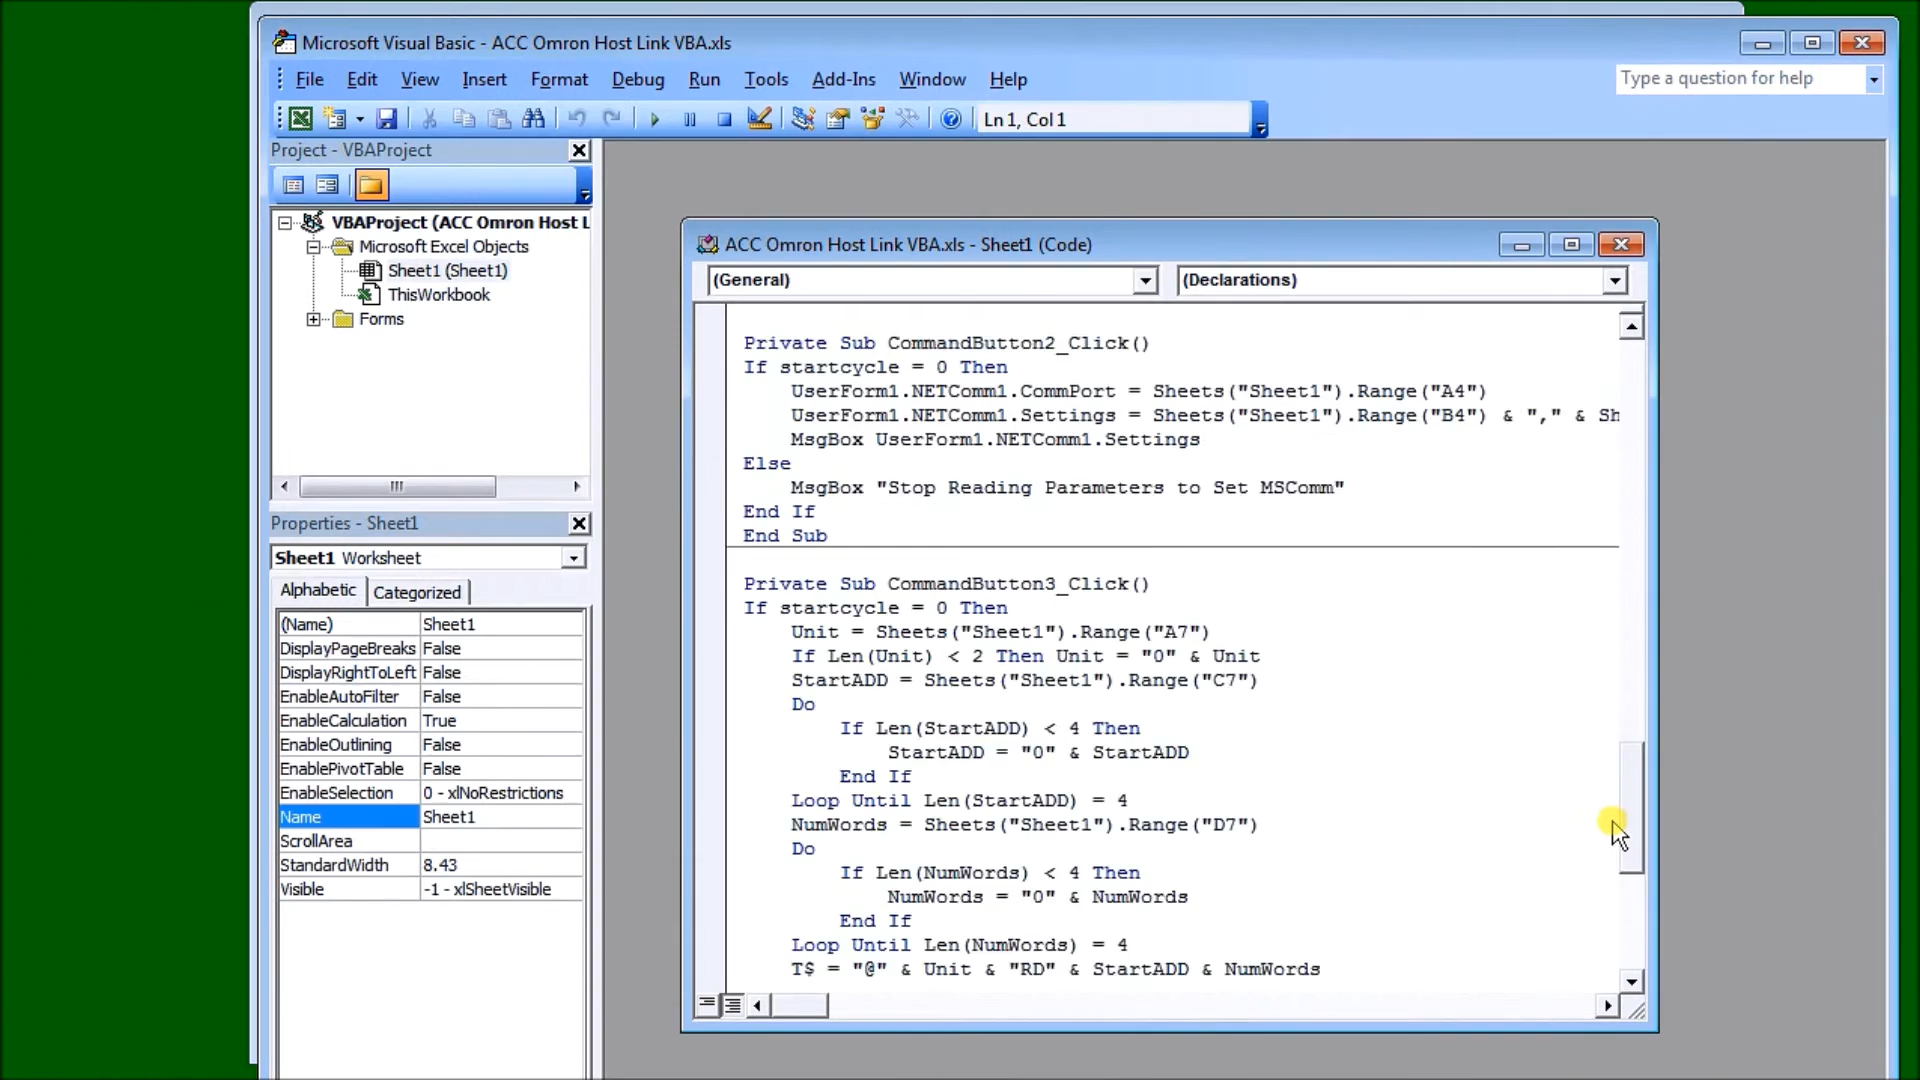 Microsoft Visual Basic - ACC Omron Host Link VBA.xls
File Edit View Insert Format Debug Run Tools Add-Ins Window Help
Type a question for help
Ln 1, Col 1
Project - VBAProject
VBAProject (ACC Omron Host L
Microsoft Excel Objects
Sheet1 (Sheet1)
ThisWorkbook
Forms
Properties - Sheet1
Sheet1 Worksheet
Alphabetic Categorized
(Name) Sheet1
DisplayPageBreaks False
DisplayRightToLeft False
EnableAutoFilter False
EnableCalculation True
EnableOutlining False
EnablePivotTable False
EnableSelection 0 - xlNoRestrictions
Name Sheet1
ScrollArea
StandardWidth 8.43
Visible -1 - xlSheetVisible
ACC Omron Host Link VBA.xls - Sheet1 (Code)
(General) (Declarations)
Private Sub CommandButton2_Click()
If startcycle = 0 Then
UserForm1.NETComm1.CommPort = Sheets("Sheet1").Range("A4")
UserForm1.NETComm1.Settings = Sheets("Sheet1").Range("B4") & "," & Sh
MsgBox UserForm1.NETComm1.Settings
Else
MsgBox "Stop Reading Parameters to Set MSComm"
End If
End Sub
Private Sub CommandButton3_Click()
If startcycle = 0 Then
Unit = Sheets("Sheet1").Range("A7")
If Len(Unit) < 2 Then Unit = "0" & Unit
StartADD = Sheets("Sheet1").Range("C7")
Do
If Len(StartADD) < 4 Then
StartADD = "0" & StartADD
End If
Loop Until Len(StartADD) = 4
NumWords = Sheets("Sheet1").Range("D7")
Do
If Len(NumWords) < 4 Then
NumWords = "0" & NumWords
End If
Loop Until Len(NumWords) = 4
T$ = "@" & Unit & "RD" & StartADD & NumWords